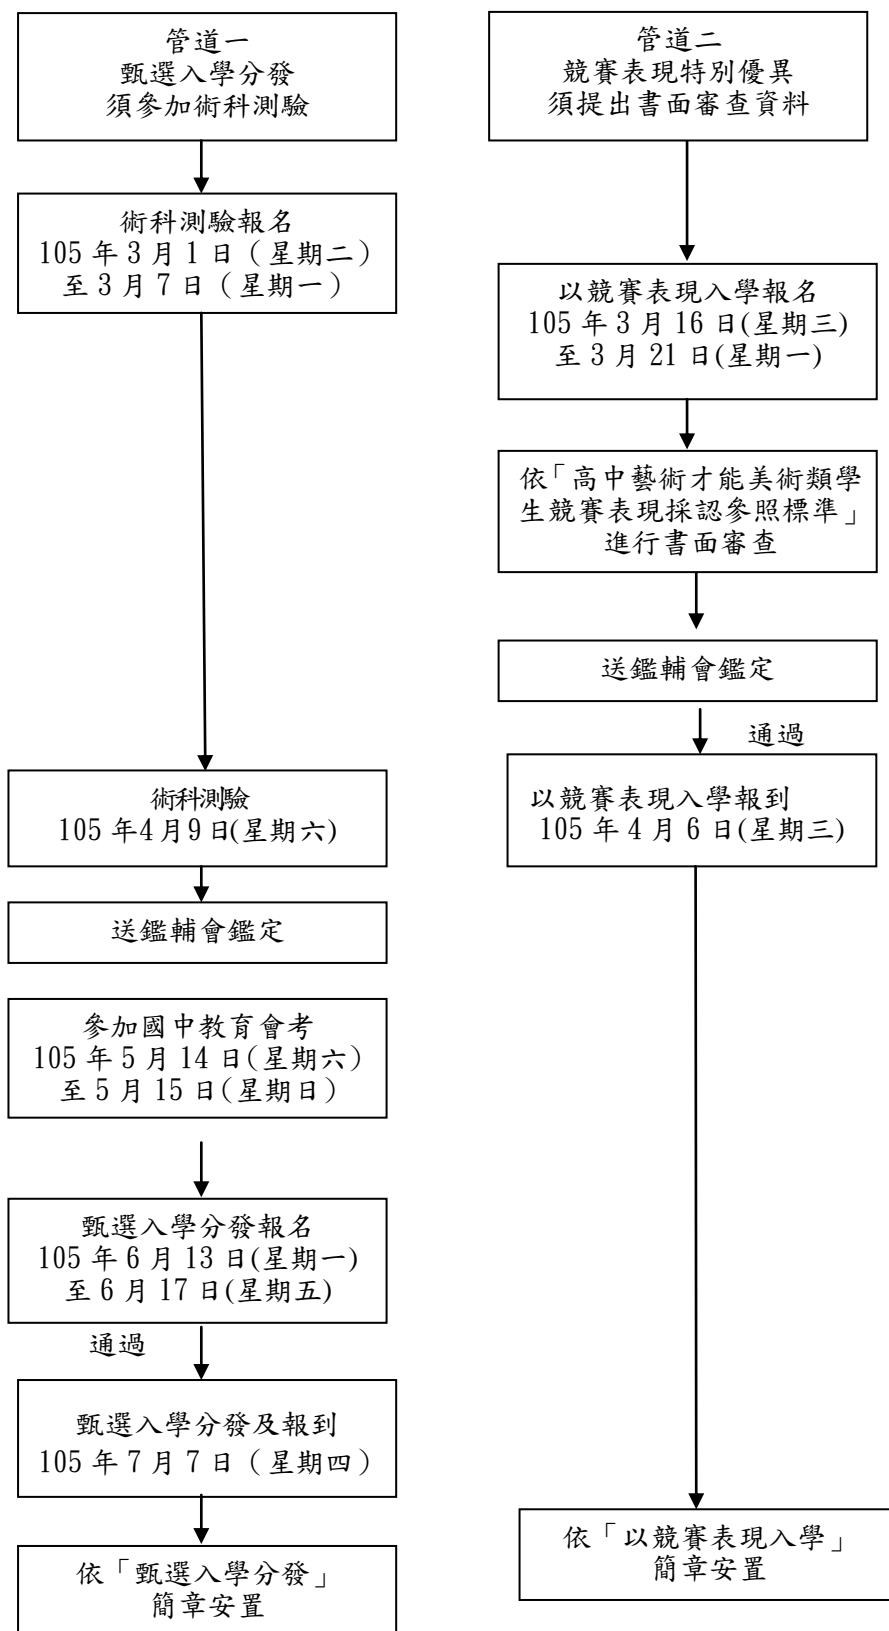 管道一
甄選入學分發
須參加術科測驗
術科測驗報名
105 年 3 月 1 日（星期二）
至 3 月 7 日（星期一）
術科測驗
105 年4月9日(星期六)
送鑑輔會鑑定
參加國中教育會考
105 年 5 月 14 日(星期六)
至 5 月 15 日(星期日)
甄選入學分發報名
105 年 6 月 13 日(星期一)
至 6 月 17 日(星期五)
通過
甄選入學分發及報到
105 年 7 月 7 日（星期四）
依「甄選入學分發」
簡章安置
管道二
競賽表現特別優異
須提出書面審查資料
以競賽表現入學報名
105 年 3 月 16 日(星期三)
至 3 月 21 日(星期一)
依「高中藝術才能美術類學
生競賽表現採認參照標準」
進行書面審查
送鑑輔會鑑定
通過
以競賽表現入學報到
105 年 4 月 6 日(星期三)
依「以競賽表現入學」
簡章安置